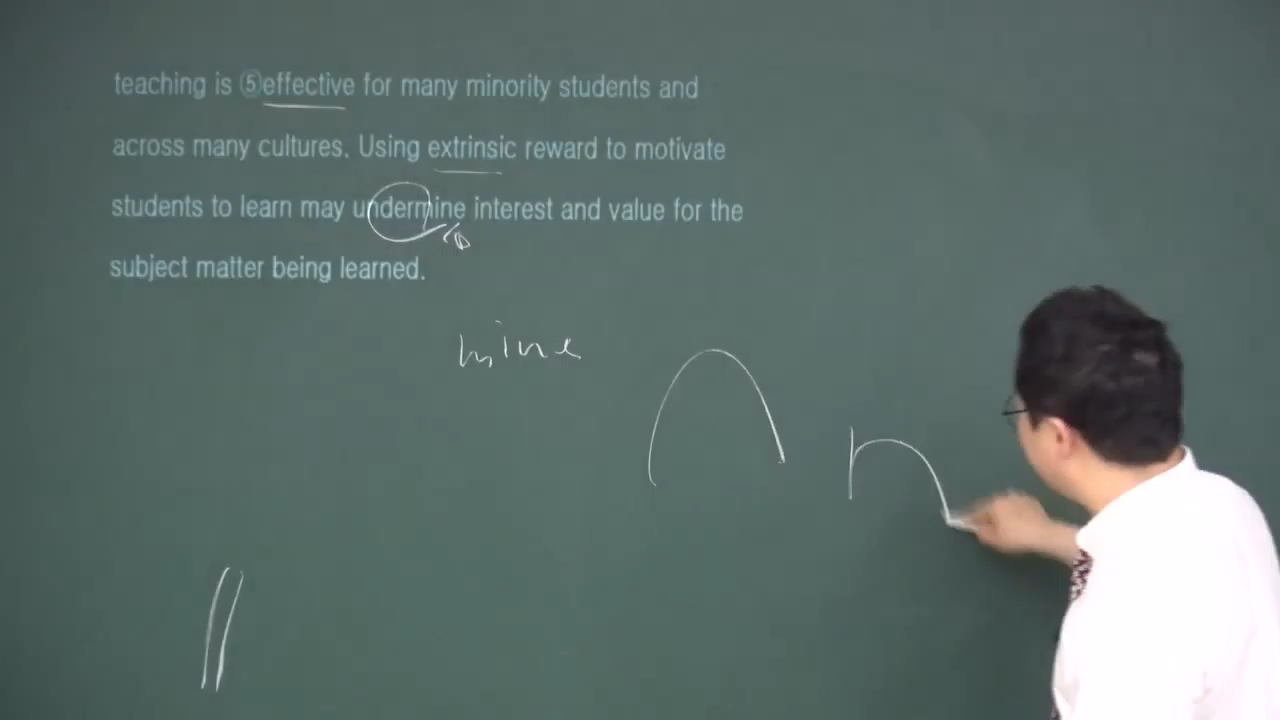 teaching is ⑤effective for many minority students and
across many cultures. Using extrinsic reward to motivate
students to learn may undermine interest and value for the
subject matter being learned.
mine
n